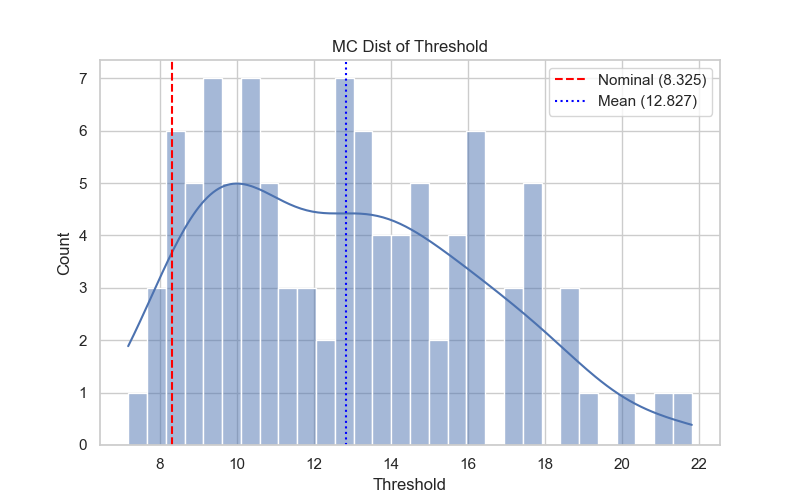 MC Dist of Threshold
Nominal (8.325)
Mean (12.827)
7
6
5
4
3
2
1
0
Count
8 10 12 14 16 18 20 22
Threshold